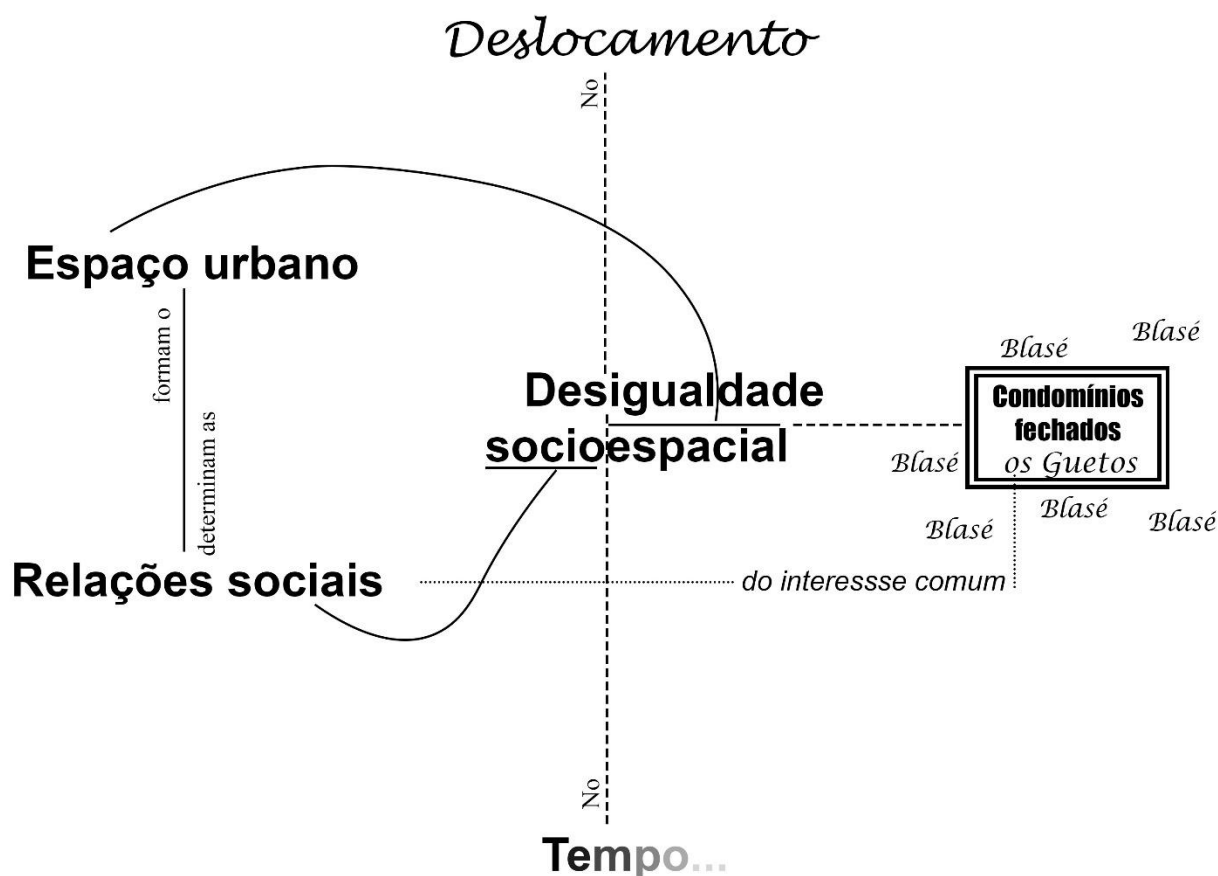 Deslocamento
No
Espaço urbano
formam o
determinam as
Relações sociais
Desigualdade
socioespacial
Blasé
Blasé
Condomínios
fechados
os Guetos
Blasé
Blasé
Blasé
Blasé
do interessse comum
No
Tempo...